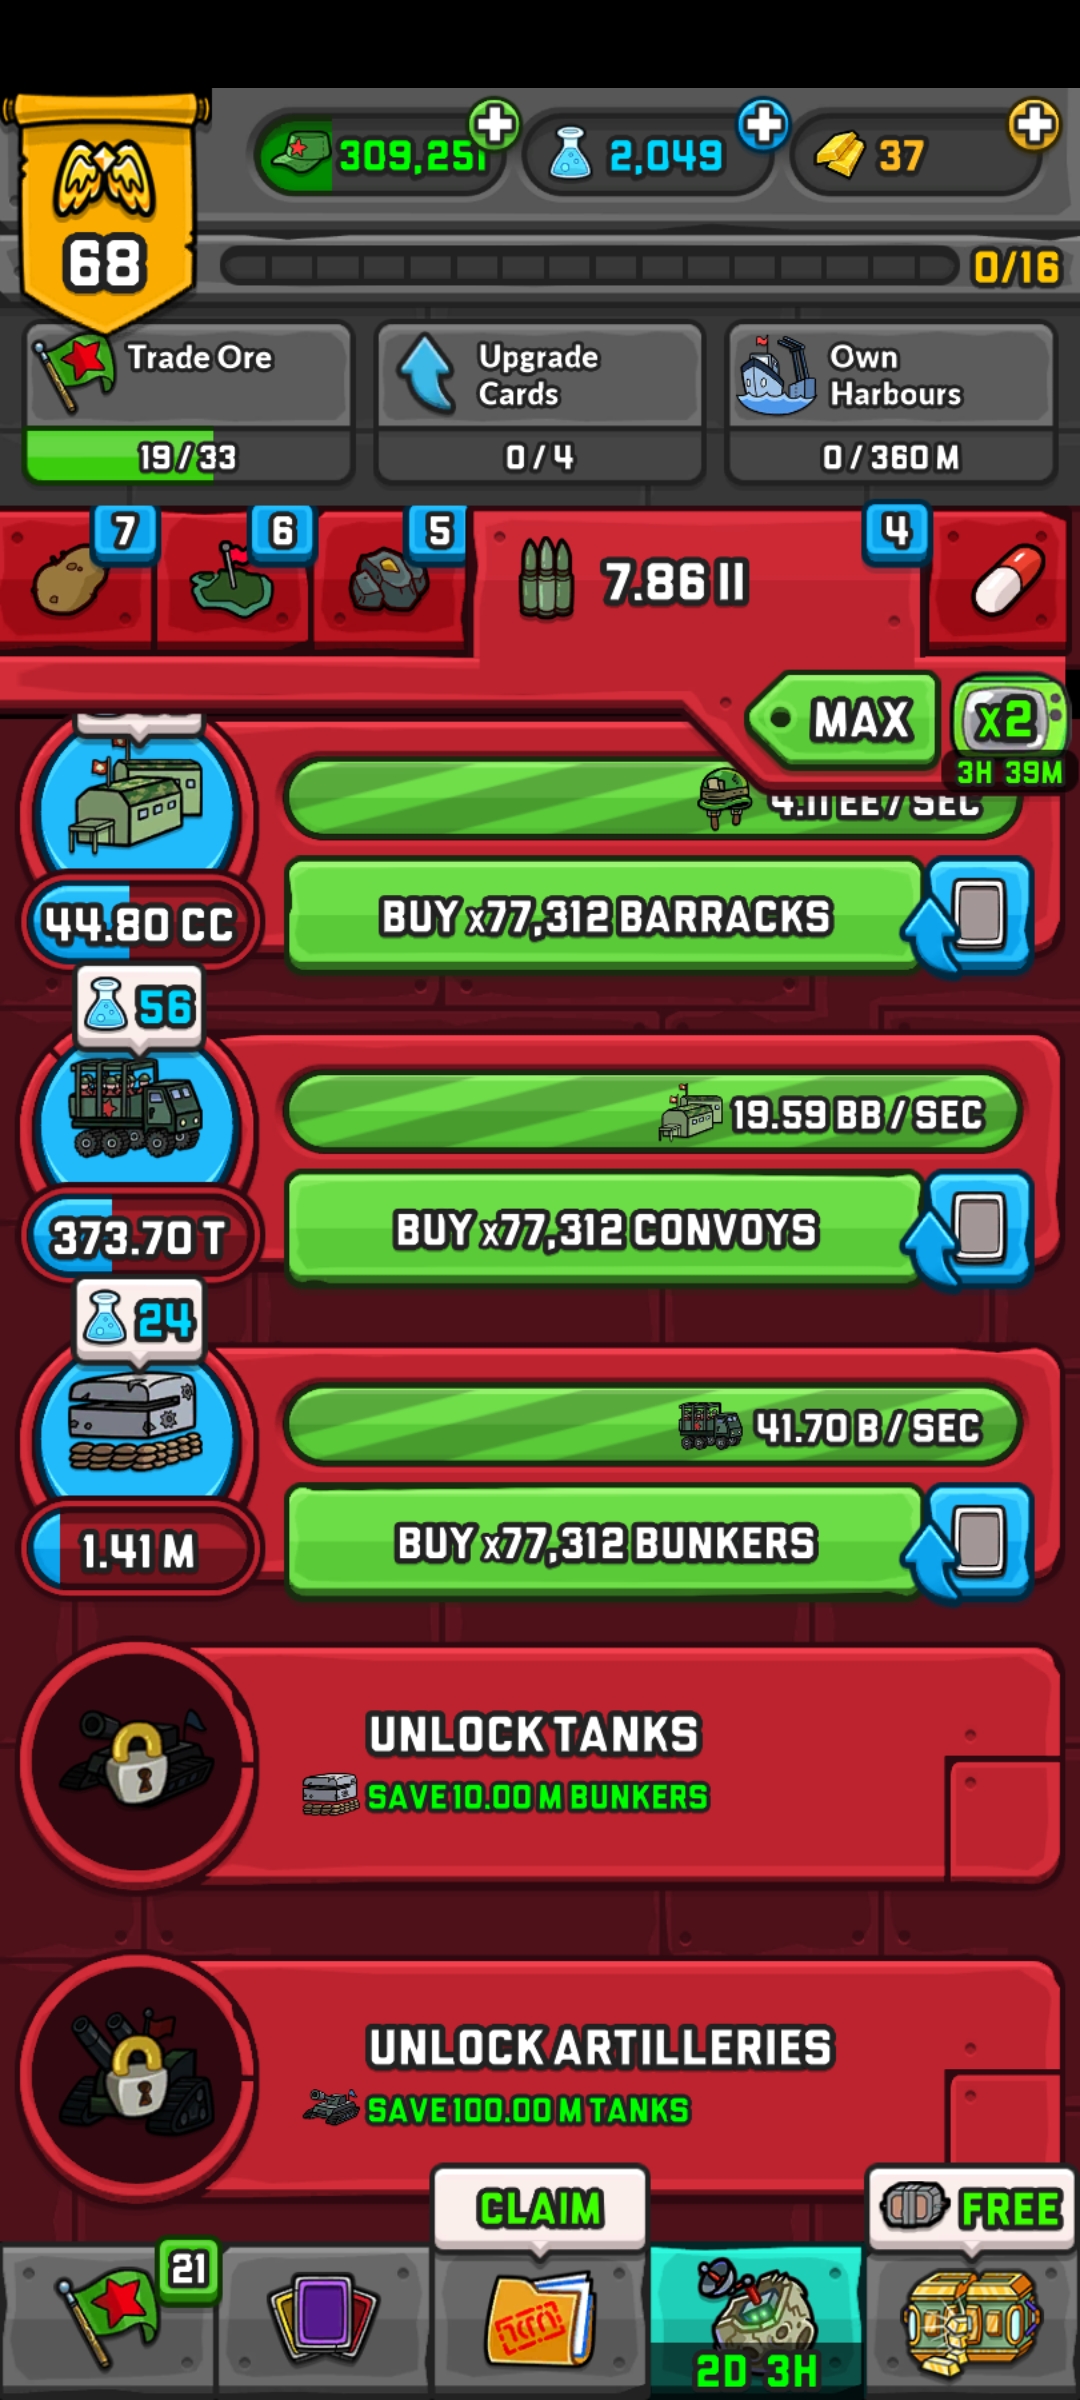 309,251
2,049
37
68
0/16
Trade Ore
19/33
Upgrade
Cards
0/4
Own
Harbours
0/360 M
7
6
5
7.86 II
4
MAX
x2
3H 39M
4.11 EE/SEC
44.80 CC
BUY x77,312 BARRACKS
56
19.59 BB/SEC
373.70 T
BUY x77,312 CONVOYS
24
41.70 B/SEC
1.41 M
BUY x77,312 BUNKERS
UNLOCK TANKS
SAVE 10.00 M BUNKERS
UNLOCK ARTILLERIES
SAVE 100.00 M TANKS
CLAIM
FREE
21
2D 3H